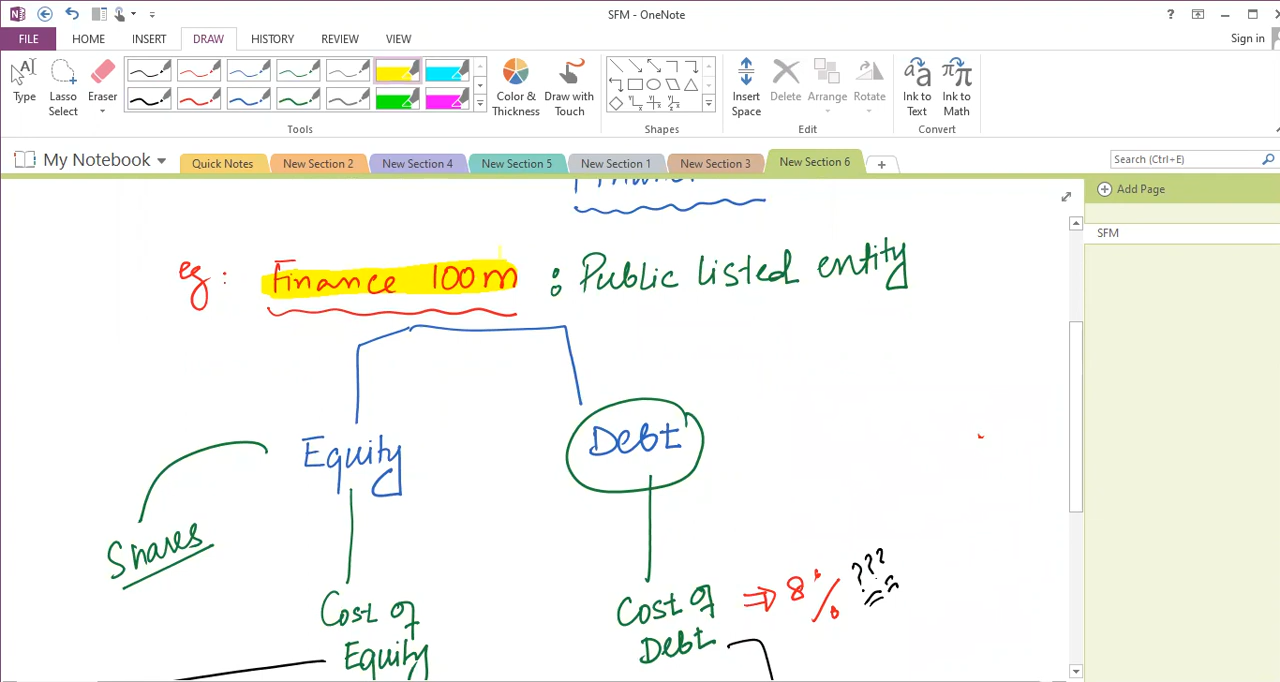 SFM - OneNote
?
Sign in
FILE HOME INSERT DRAW HISTORY REVIEW VIEW
Type
Lasso Select
Eraser
Color & Thickness
Draw with Touch
Insert Space
Delete
Arrange
Rotate
Ink to Text
Ink to Math
Tools
Shapes
Edit
Convert
My Notebook
Quick Notes
New Section 2
New Section 4
New Section 5
New Section 1
New Section 3
New Section 6
Search (Ctrl+E)
Add Page
SFM
eg: Finance 100m : Public listed entity
Equity Debt
Shares
Cost of Equity
Cost of Debt ⇒ 8% ???